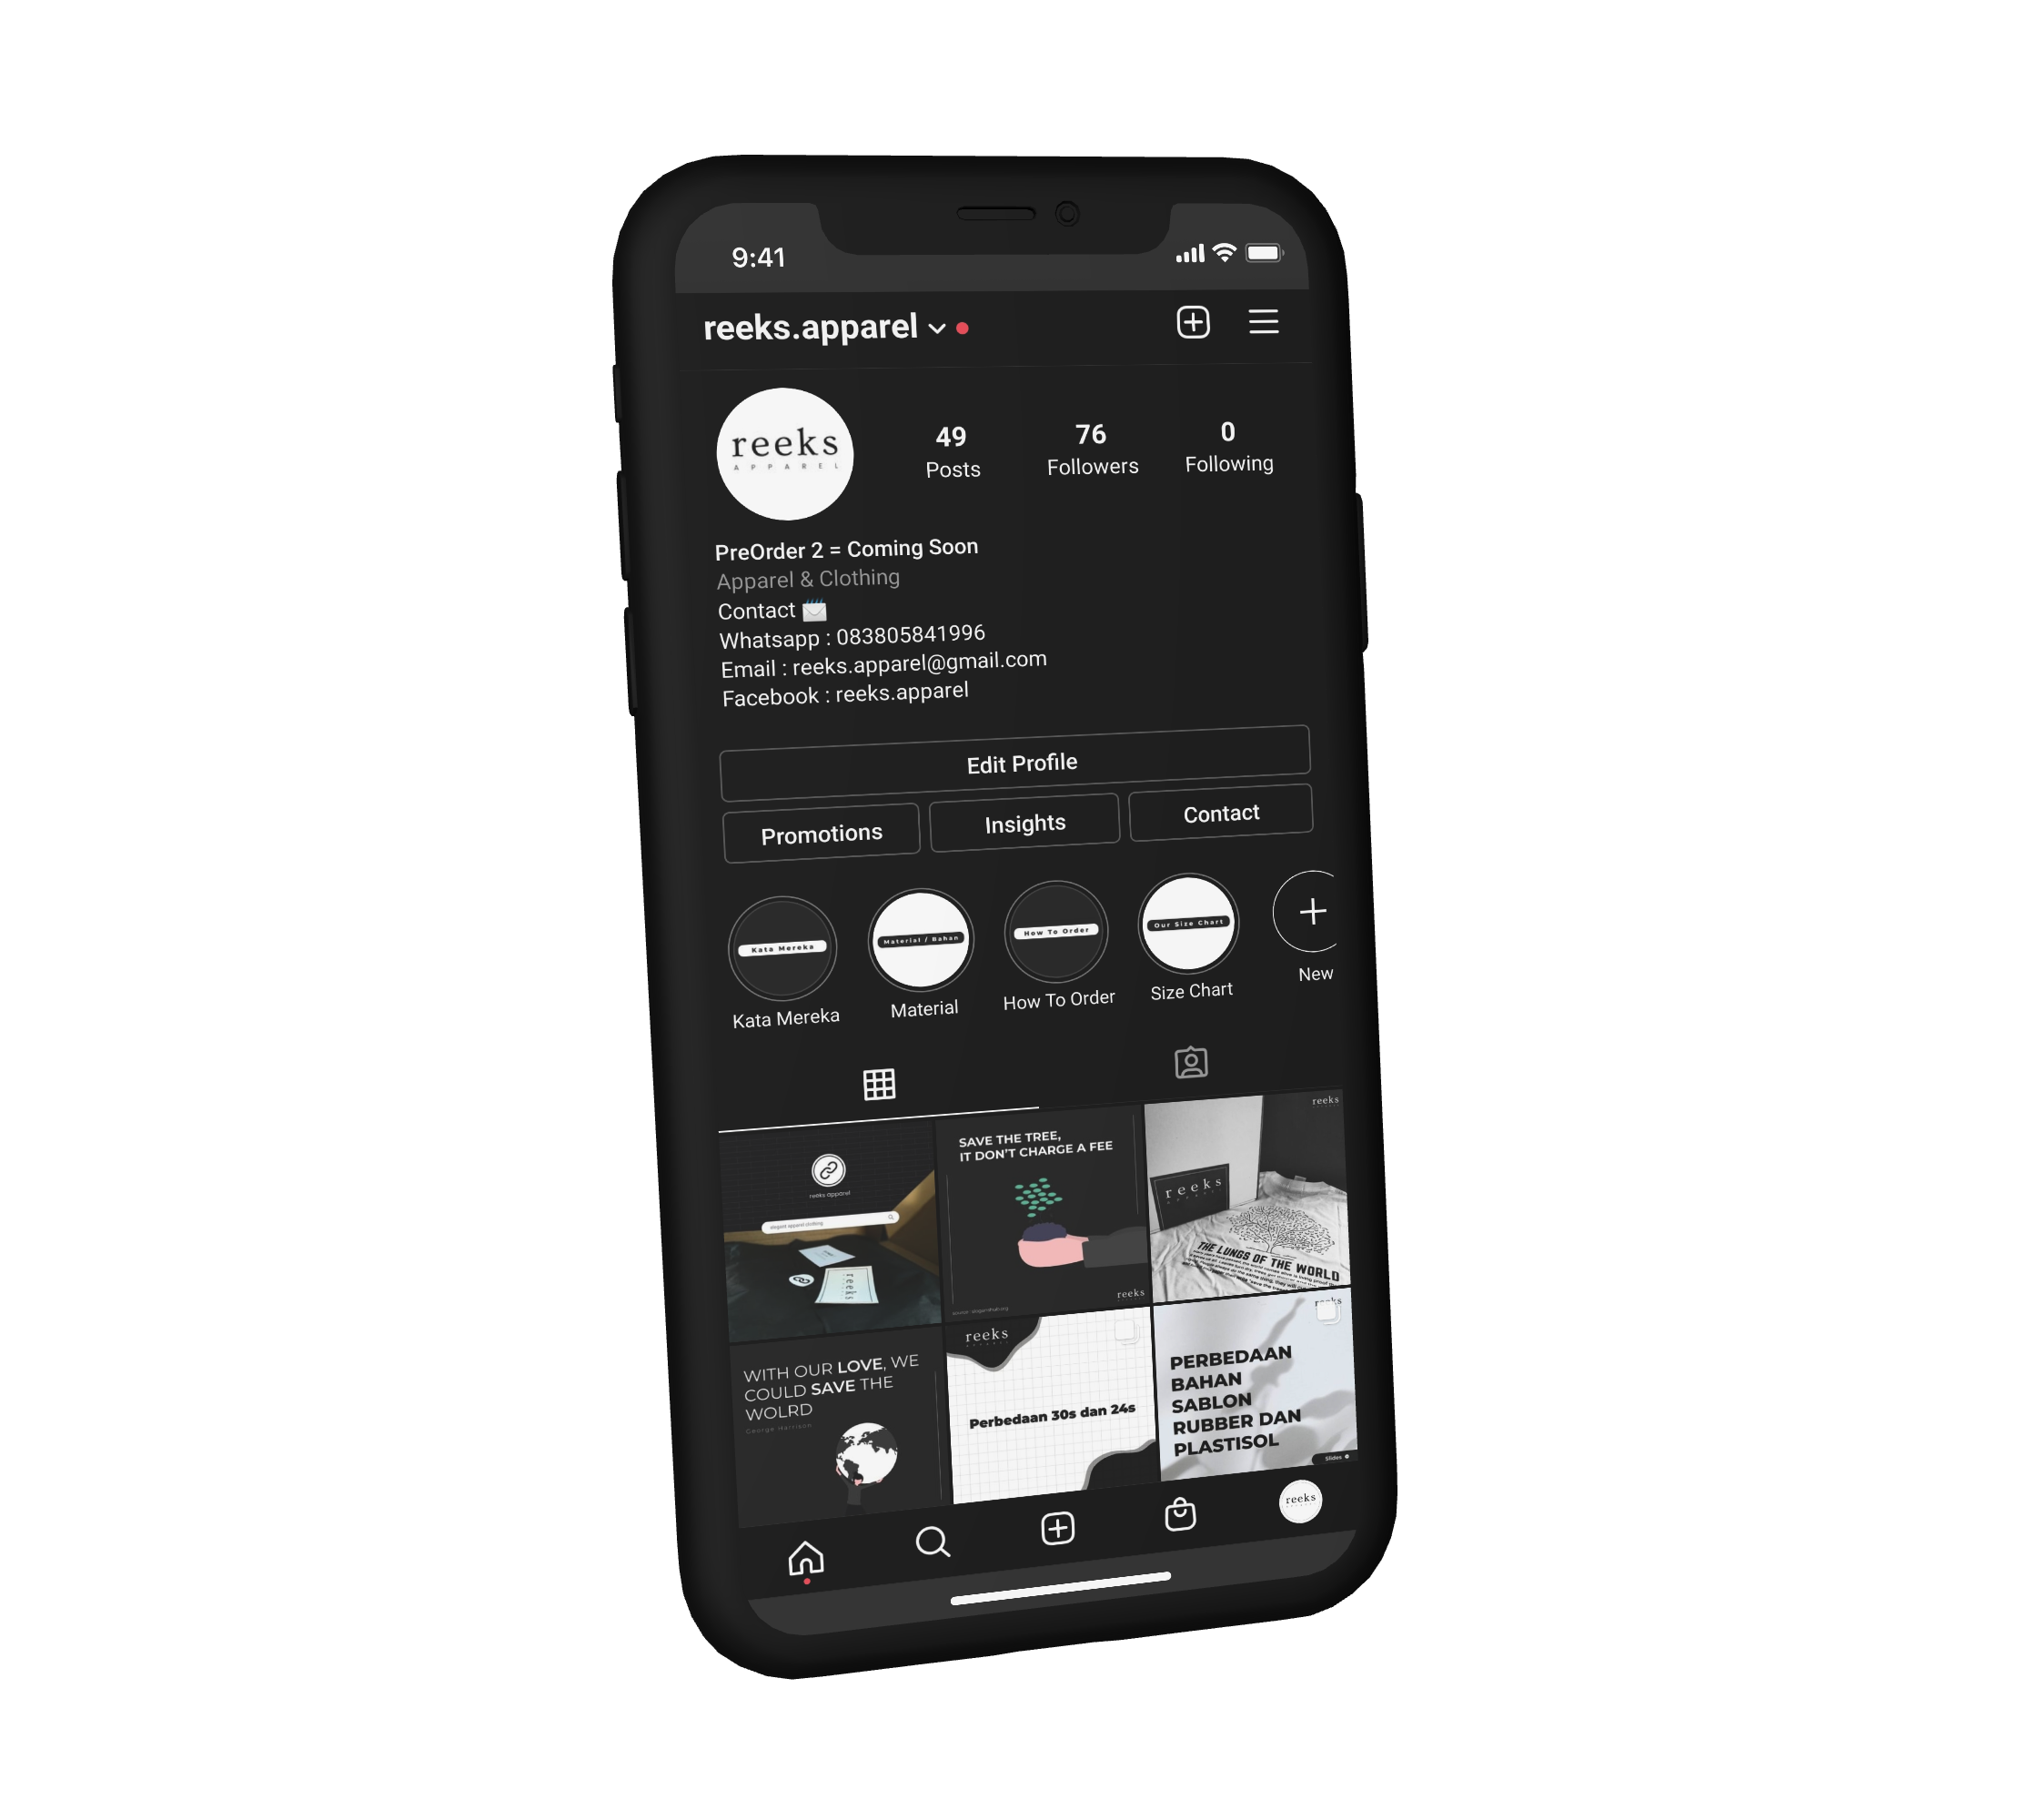 9:41
reeks.apparel
reeks
APPAREL
49
Posts
76
Followers
0
Following
PreOrder 2 = Coming Soon
Apparel & Clothing
Contact
Whatsapp : 083805841996
Email : reeks.apparel@gmail.com
Facebook : reeks.apparel
Edit Profile
Promotions
Insights
Contact
Kata Mereka
Material / Bahan
How To Order
Our Size Chart
Kata Mereka
Material
How To Order
Size Chart
New
reeks apparel
elegant apparel clothing
reeks
SAVE THE TREE,
IT DON'T CHARGE A FEE
reeks
reeks
reeks
THE LUNGS OF THE WORLD
WITH OUR LOVE, WE
COULD SAVE THE
WOLRD
George Harrison
reeks
Perbedaan 30s dan 24s
reeks
PERBEDAAN
BAHAN
SABLON
RUBBER DAN
PLASTISOL
Slides
reeks